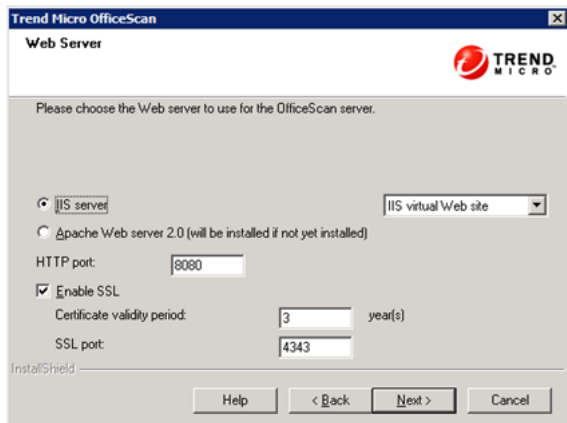 Trend Micro OfficeScan
Web Server
TREND
MICRO
Please choose the Web server to use for the OfficeScan server.
IIS server
IIS virtual Web site
Apache Web server 2.0 (will be installed if not yet installed)
HTTP port:
8080
Enable SSL
Certificate validity period:
3
year(s)
SSL port:
4343
InstallShield
Help
< Back
Next >
Cancel